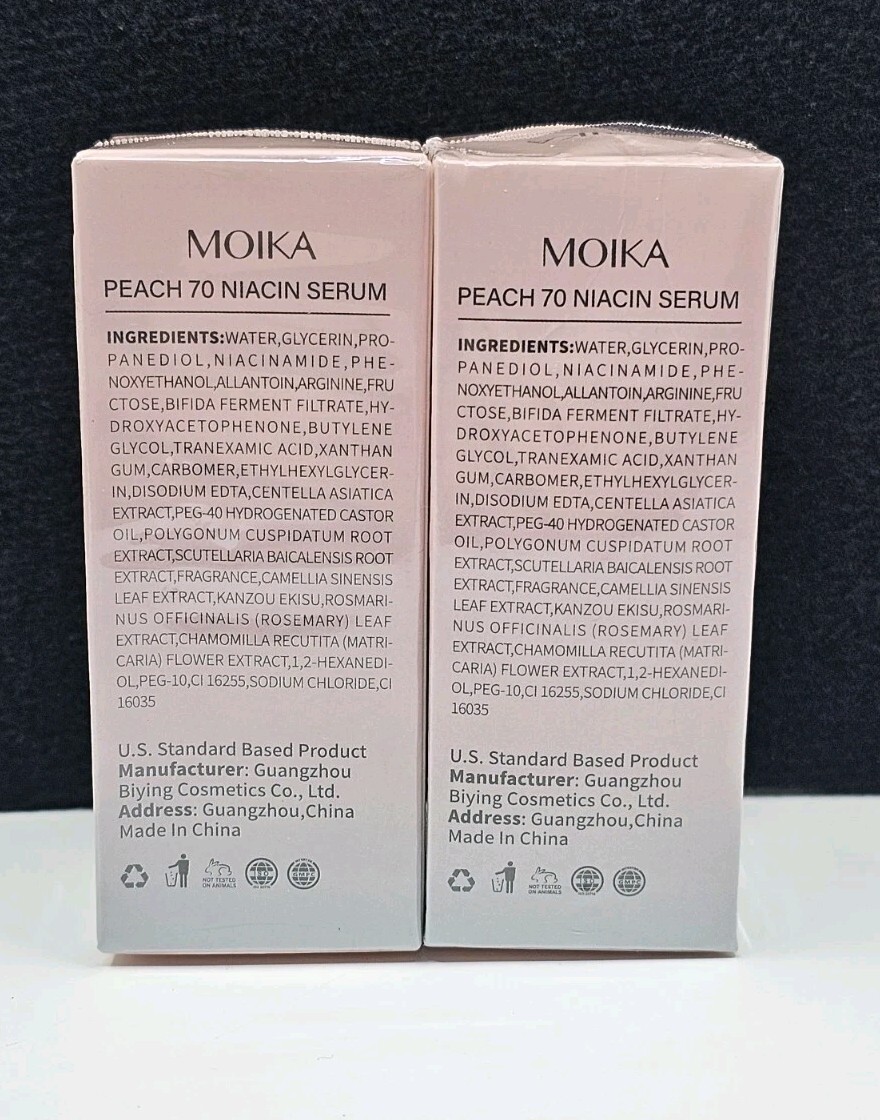 MOIKA
PEACH 70 NIACIN SERUM
INGREDIENTS:WATER,GLYCERIN,PRO-
PANEDIOL,NIACINAMIDE,PHE-
NOXYETHANOL,ALLANTOIN,ARGININE,FRU
CTOSE,BIFIDA FERMENT FILTRATE,HY-
DROXYACETOPHENONE,BUTYLENE
GLYCOL,TRANEXAMIC ACID,XANTHAN
GUM,CARBOMER,ETHYLHEXYLGLYCER-
IN,DISODIUM EDTA,CENTELLA ASIATICA
EXTRACT,PEG-40 HYDROGENATED CASTOR
OIL,POLYGONUM CUSPIDATUM ROOT
EXTRACT,SCUTELLARIA BAICALENSIS ROOT
EXTRACT,FRAGRANCE,CAMELLIA SINENSIS
LEAF EXTRACT,KANZOU EKISU,ROSMARI-
NUS OFFICINALIS (ROSEMARY) LEAF
EXTRACT,CHAMOMILLA RECUTITA (MATRI-
CARIA) FLOWER EXTRACT,1,2-HEXANEDI-
OL,PEG-10,CI 16255,SODIUM CHLORIDE,CI
16035
U.S. Standard Based Product
Manufacturer: Guangzhou
Biying Cosmetics Co., Ltd.
Address: Guangzhou,China
Made In China
NOT TESTED
ON ANIMALS
ISO
GMPC
MOIKA
PEACH 70 NIACIN SERUM
INGREDIENTS:WATER,GLYCERIN,PRO-
PANEDIOL,NIACINAMIDE,PHE-
NOXYETHANOL,ALLANTOIN,ARGININE,FRU
CTOSE,BIFIDA FERMENT FILTRATE,HY-
DROXYACETOPHENONE,BUTYLENE
GLYCOL,TRANEXAMIC ACID,XANTHAN
GUM,CARBOMER,ETHYLHEXYLGLYCER-
IN,DISODIUM EDTA,CENTELLA ASIATICA
EXTRACT,PEG-40 HYDROGENATED CASTOR
OIL,POLYGONUM CUSPIDATUM ROOT
EXTRACT,SCUTELLARIA BAICALENSIS ROOT
EXTRACT,FRAGRANCE,CAMELLIA SINENSIS
LEAF EXTRACT,KANZOU EKISU,ROSMARI-
NUS OFFICINALIS (ROSEMARY) LEAF
EXTRACT,CHAMOMILLA RECUTITA (MATRI-
CARIA) FLOWER EXTRACT,1,2-HEXANEDI-
OL,PEG-10,CI 16255,SODIUM CHLORIDE,CI
16035
U.S. Standard Based Product
Manufacturer: Guangzhou
Biying Cosmetics Co., Ltd.
Address: Guangzhou,China
Made In China
NOT TESTED
ON ANIMALS
ISO
GMPC